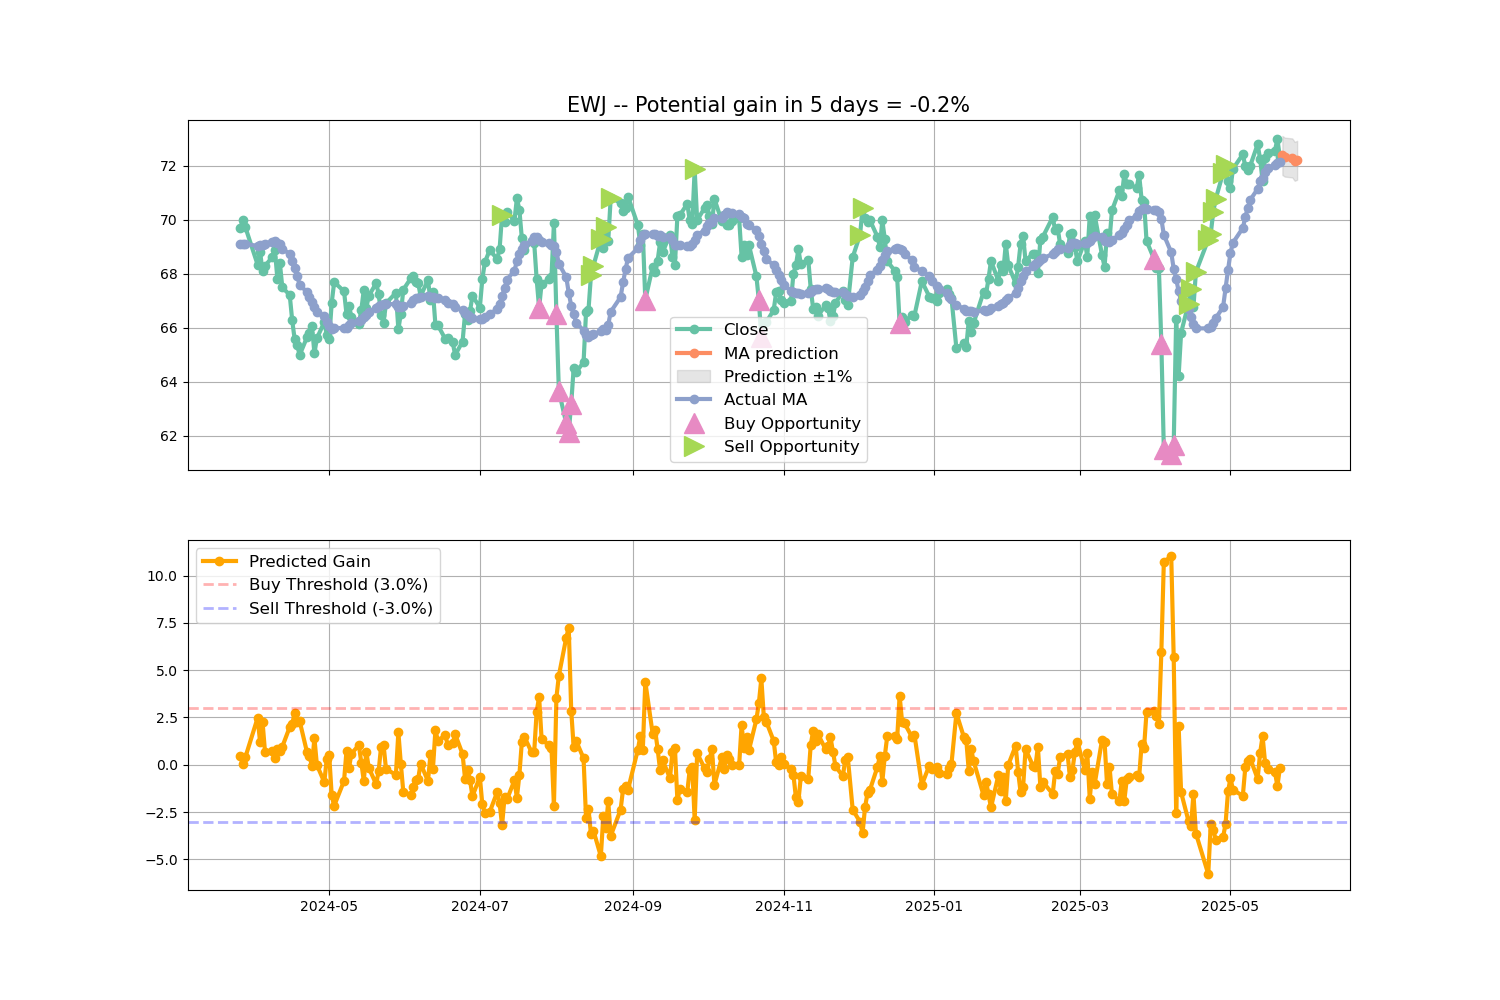 EWJ -- Potential gain in 5 days = -0.2%
72
70
68
66
64
62
Close
MA prediction
Prediction ±1%
Actual MA
Buy Opportunity
Sell Opportunity
Predicted Gain
Buy Threshold (3.0%)
Sell Threshold (-3.0%)
10.0
7.5
5.0
2.5
0.0
−2.5
−5.0
2024-05
2024-07
2024-09
2024-11
2025-01
2025-03
2025-05